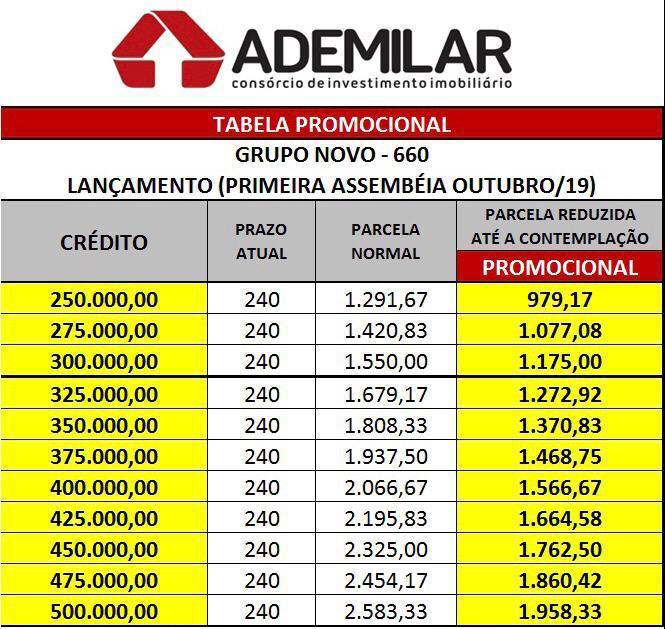 ADEMILAR
consórcio de investimento imobiliário
TABELA PROMOCIONAL
GRUPO NOVO - 660
LANÇAMENTO (PRIMEIRA ASSEMBÉIA OUTUBRO/19)
CRÉDITO PRAZO ATUAL PARCELA NORMAL PARCELA REDUZIDA ATÉ A CONTEMPLAÇÃO
PROMOCIONAL
250.000,00 240 1.291,67 979,17
275.000,00 240 1.420,83 1.077,08
300.000,00 240 1.550,00 1.175,00
325.000,00 240 1.679,17 1.272,92
350.000,00 240 1.808,33 1.370,83
375.000,00 240 1.937,50 1.468,75
400.000,00 240 2.066,67 1.566,67
425.000,00 240 2.195,83 1.664,58
450.000,00 240 2.325,00 1.762,50
475.000,00 240 2.454,17 1.860,42
500.000,00 240 2.583,33 1.958,33